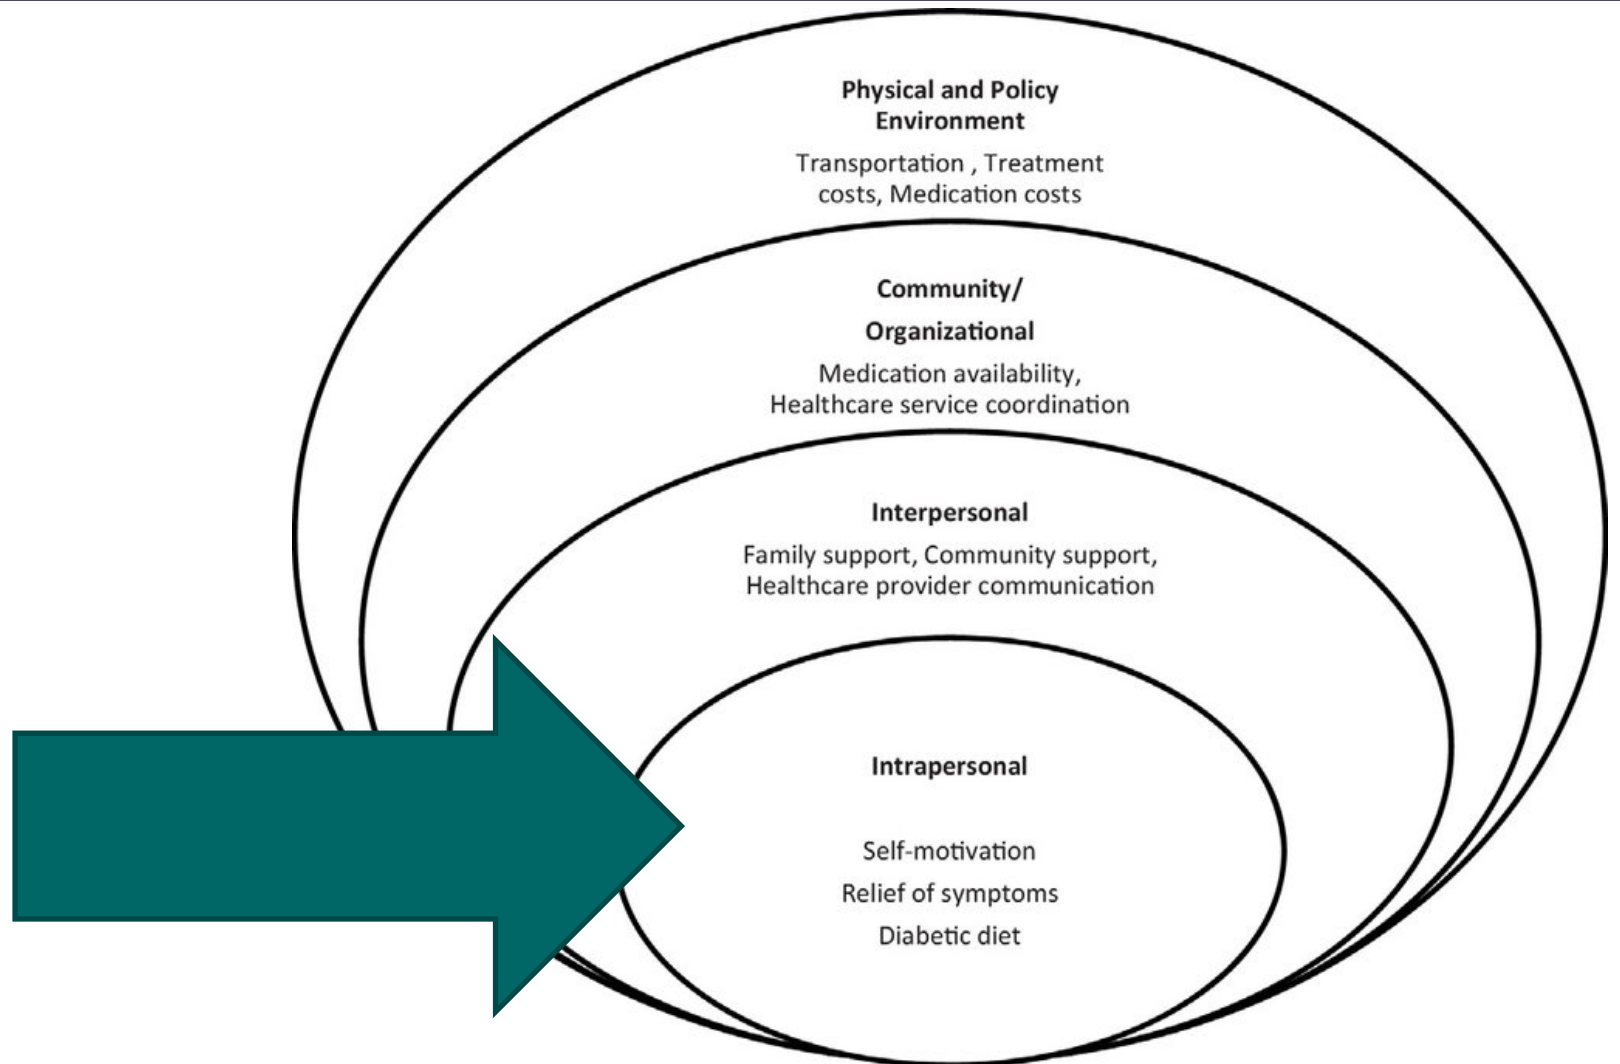 Physical and Policy
Environment
Transportation , Treatment
costs, Medication costs
Community/
Organizational
Medication availability,
Healthcare service coordination
Interpersonal
Family support, Community support,
Healthcare provider communication
Intrapersonal
Self-motivation
Relief of symptoms
Diabetic diet